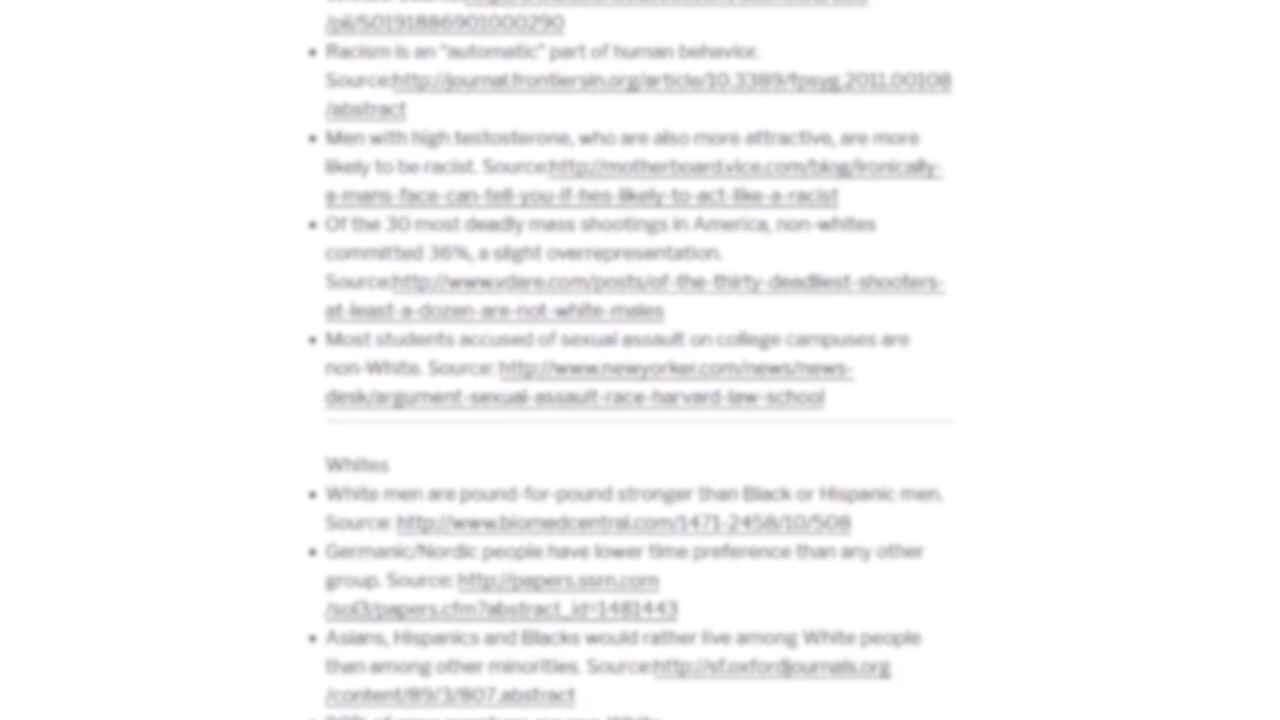 /pii/S0191886901000290
• Racism is an "automatic" part of human behavior.
Source:http://journal.frontiersin.org/article/10.3389/fpsyg.2011.00108
/abstract
• Men with high testosterone, who are also more attractive, are more
likely to be racist. Source:http://motherboard.vice.com/blog/ironically-
a-mans-face-can-tell-you-if-hes-likely-to-act-like-a-racist
• Of the 30 most deadly mass shootings in America, non-whites
committed 36%, a slight overrepresentation.
Source:http://www.vdare.com/posts/of-the-thirty-deadliest-shooters-
at-least-a-dozen-are-not-white-males
• Most students accused of sexual assault on college campuses are
non-White. Source: http://www.newyorker.com/news/news-
desk/argument-sexual-assault-race-harvard-law-school
Whites
• White men are pound-for-pound stronger than Black or Hispanic men.
Source: http://www.biomedcentral.com/1471-2458/10/508
• Germanic/Nordic people have lower time preference than any other
group. Source: http://papers.ssrn.com
/sol3/papers.cfm?abstract_id=1481443
• Asians, Hispanics and Blacks would rather live among White people
than among other minorities. Source:http://sf.oxfordjournals.org
/content/89/3/807.abstract